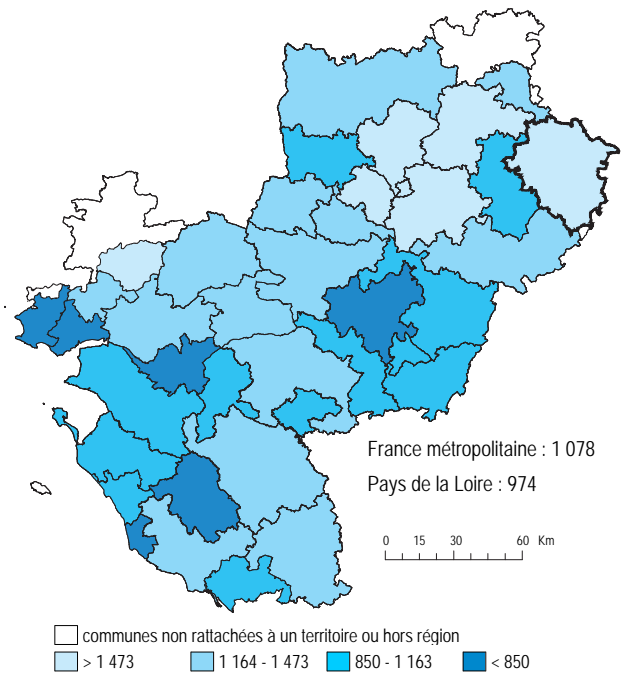 France métropolitaine : 1 078
Pays de la Loire : 974
0 15 30 60 Km
communes non rattachées à un territoire ou hors région
> 1 473 1 164 - 1 473 850 - 1 163 < 850